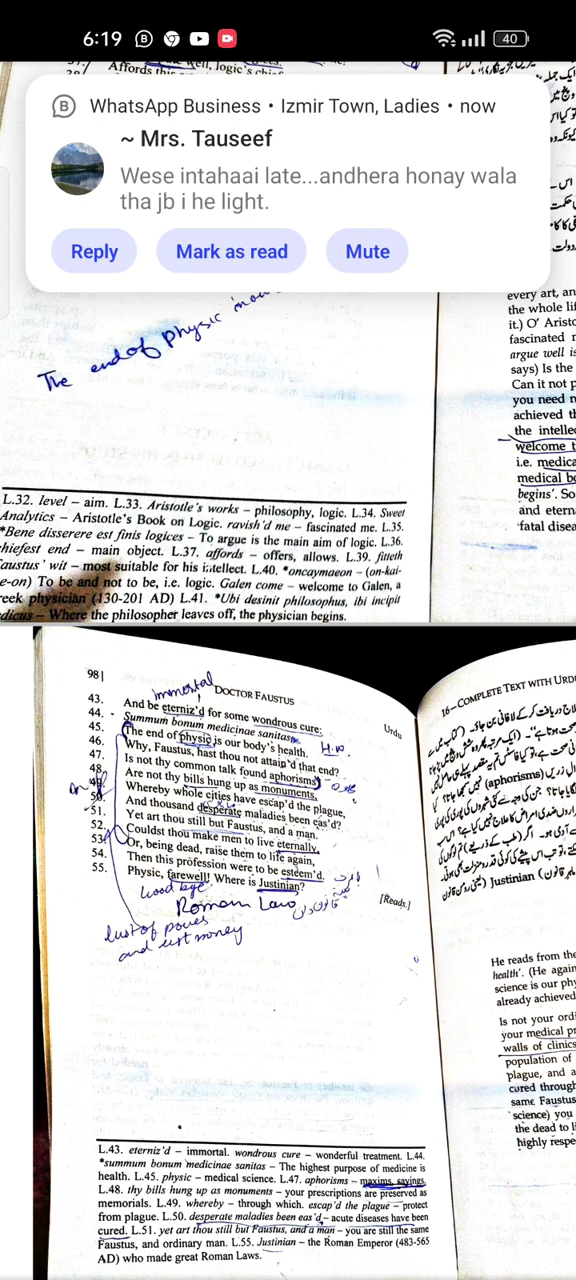 6:19
40
Affords this
WhatsApp Business • Izmir Town, Ladies • now
~ Mrs. Tauseef
Wese intahaai late...andhera honay wala
tha jb i he light.
Reply Mark as read Mute
The end of physic
every art, an
the whole lif
it.) O' Aristo
fascinated
argue well is
says) Is the
Can it not p
you need
achieved th
the intelle
welcome t
i.e. medica
medical bo
begins'. So
and etern
'fatal disea
L.32. level – aim. L.33. Aristotle's works – philosophy, logic. L.34. Sweet
Analytics – Aristotle's Book on Logic. ravish'd me – fascinated me. L.35.
*Bene disserere est finis logices – To argue is the main aim of logic. L.36.
chiefest end – main object. L.37. affords – offers, allows. L.39. fitteth
Faustus' wit – most suitable for his intellect. L.40. *oncaymaeon – (on-kai-
e-on) To be and not to be, i.e. logic. Galen come – welcome to Galen, a
reek physician (130-201 AD) L.41. *Ubi desinit philosophus, ibi incipit
dicus – Where the philosopher leaves off, the physician begins.
98|
immortal
DOCTOR FAUSTUS
Urdu
43. And be eterniz'd for some wondrous cure:
44. Summum bonum medicinae sanitas
45. The end of physic is our body's health. H.W.
46. Why, Faustus, hast thou not attain'd that end?
47. Is not thy common talk found aphorisms?
48. Are not thy bills hung up as monuments,
49. Whereby whole cities have escap'd the plague,
50. And thousand desperate maladies been eas'd?
51. Yet art thou still but Faustus, and a man.
52. Couldst thou make men to live eternally,
53. Or, being dead, raise them to life again,
54. Then this profession were to be esteem'd.
55. Physic, farewell! Where is Justinian?
[Reads.]
Good bye
Roman Law
lust of power
and lust money
16–COMPLETE TEXT WITH URDU
(aphorisms)
Justinian
He reads from the
health'. (He again
science is our phy
already achieved
Is not your ordi
your medical pr
walls of clinics
population of
plague, and a
cured through
same Faustus
science) you
the dead to li
highly respe
L.43. eterniz'd – immortal. wondrous cure – wonderful treatment. L.44.
*summum bonum medicinae sanitas – The highest purpose of medicine is
health. L.45. physic – medical science. L.47. aphorisms – maxims, sayings.
L.48. thy bills hung up as monuments – your prescriptions are preserved as
memorials. L.49. whereby – through which. escap'd the plague – protect
from plague. L.50. desperate maladies been eas'd – acute diseases have been
cured. L.51. yet art thou still but Faustus, and a man – you are still the same
Faustus, and ordinary man. L.55. Justinian – the Roman Emperor (483-565
AD) who made great Roman Laws.